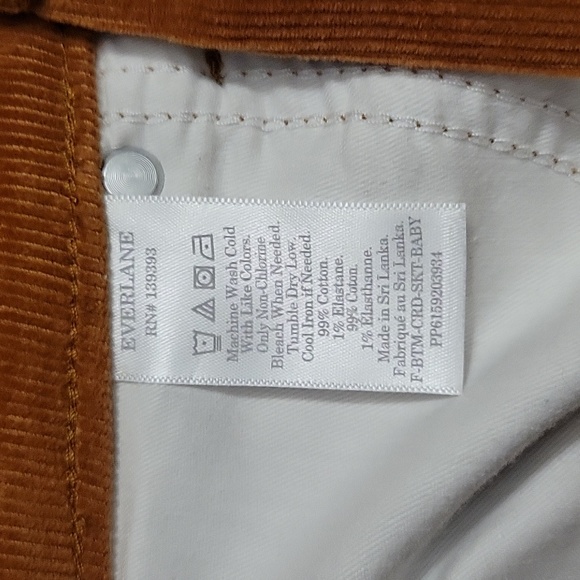 EVERLANE
RN# 139393
Machine Wash Cold
With Like Colors.
Only Non-Chlorine
Bleach When Needed.
Tumble Dry Low.
Cool Iron if Needed.
99% Cotton.
1% Elastane.
99% Coton.
1% Elasthanne.
Made in Sri Lanka.
Fabriqué au Sri Lanka.
F-BTM-CRD-SKT-BABY
PP6159203934